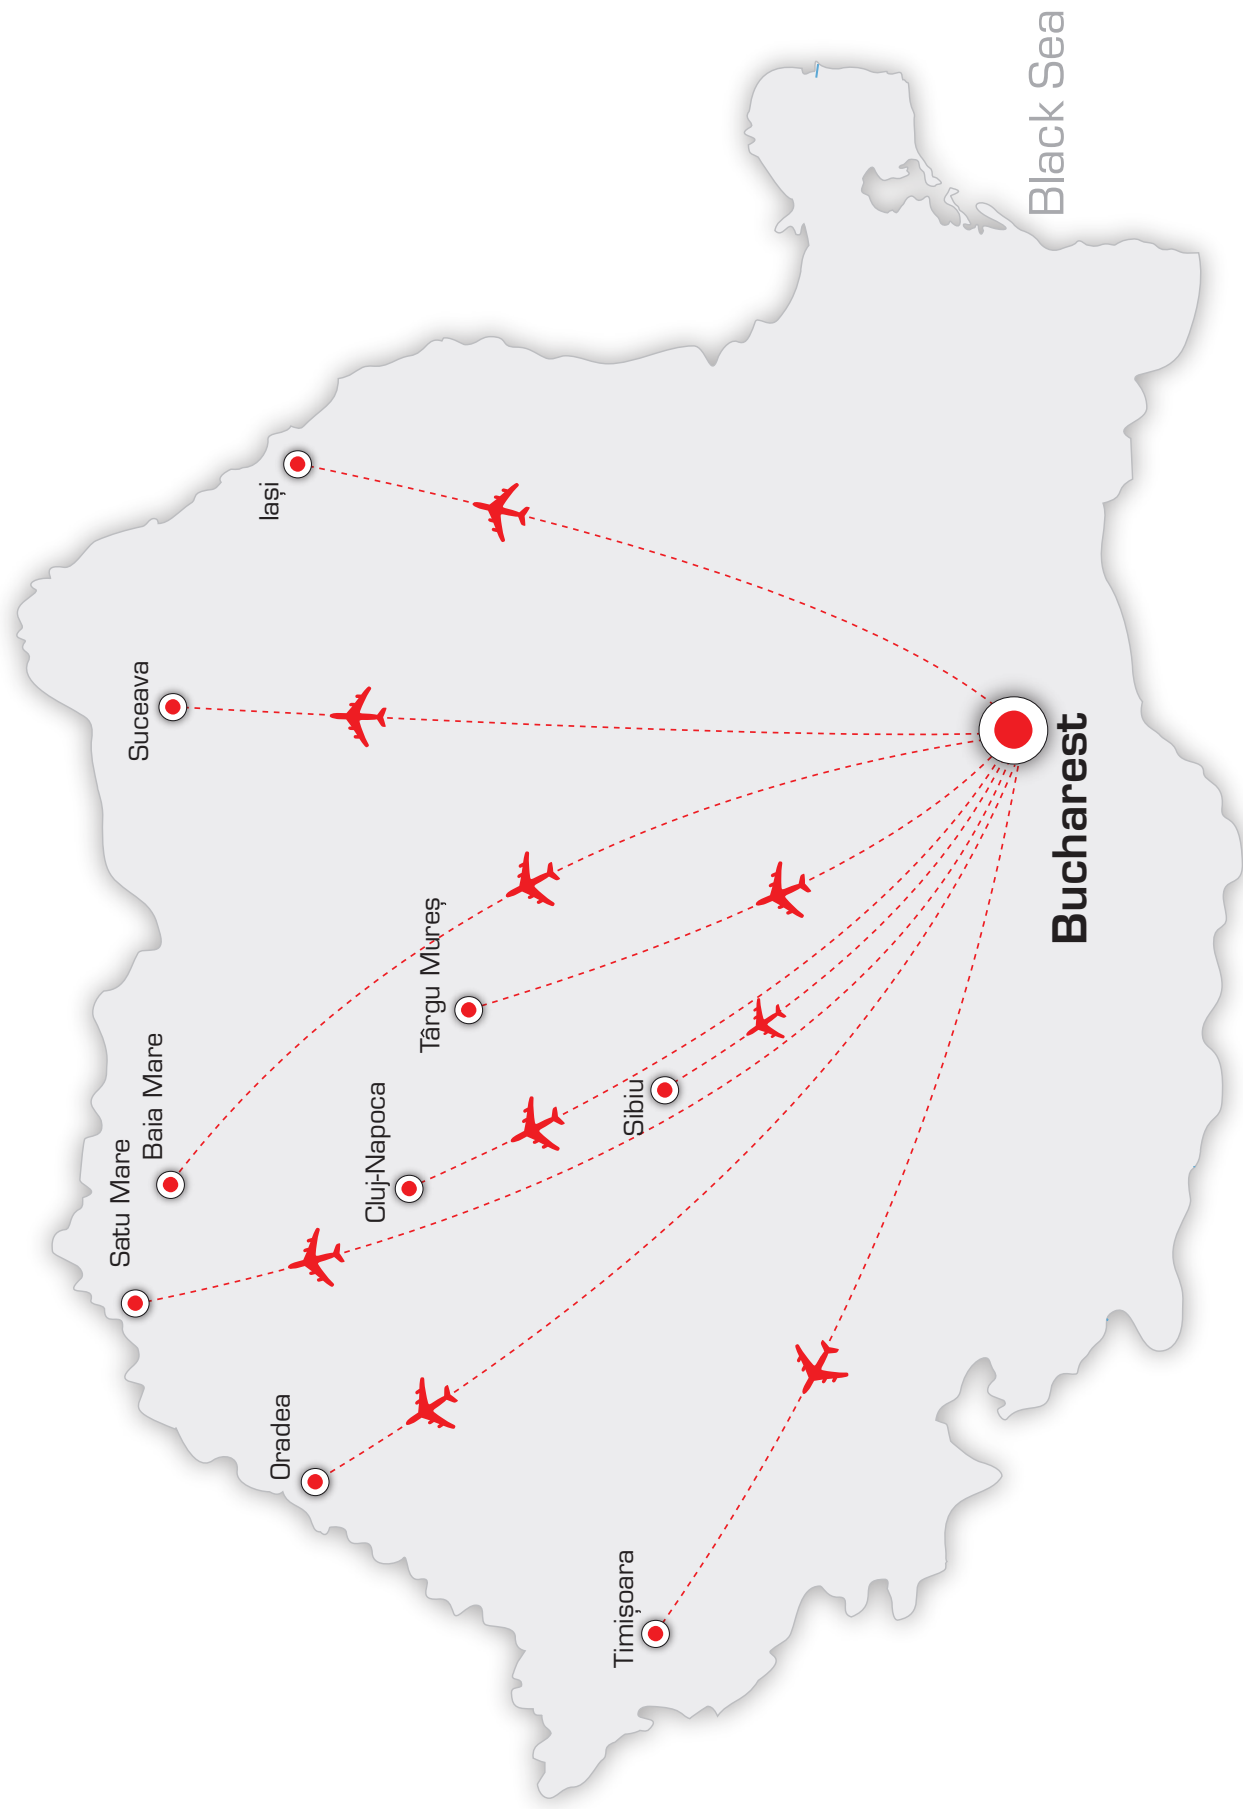 Satu Mare
Baia Mare
Suceava
Iași
Oradea
Cluj-Napoca
Târgu Mureș
Timișoara
Sibiu
Bucharest
Black Sea